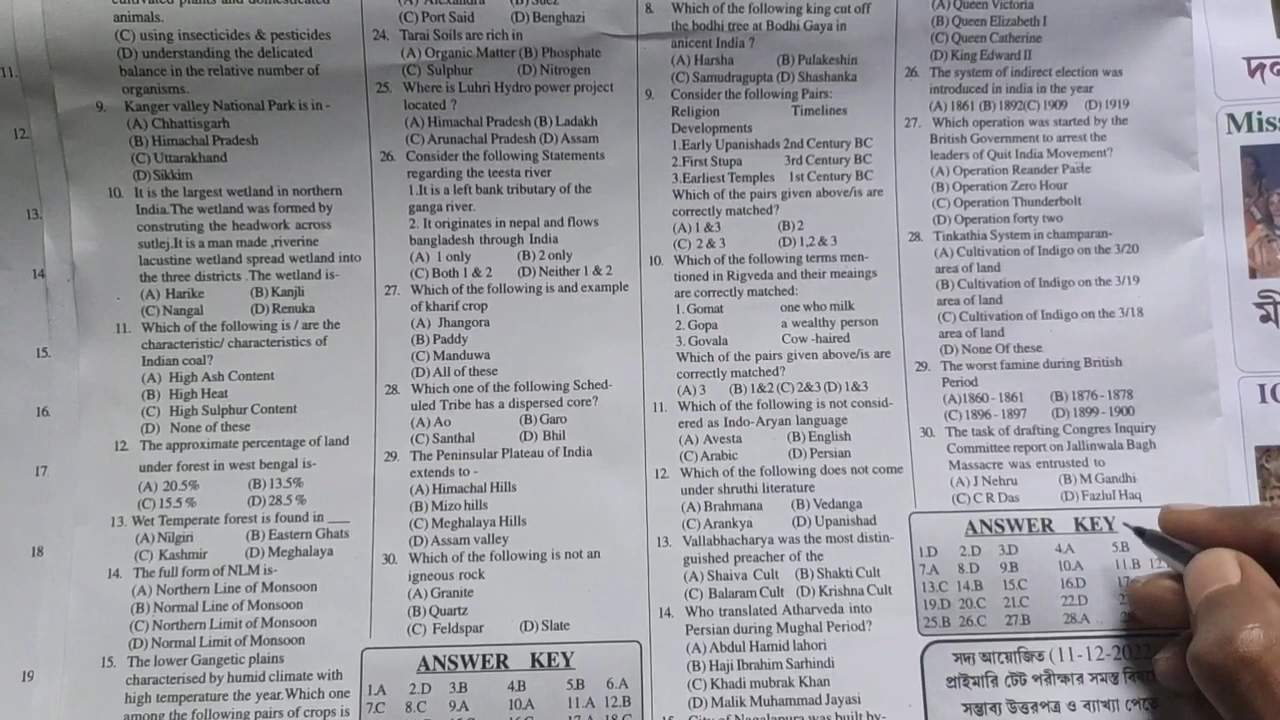 animals.
(C) using insecticides & pesticides
(D) understanding the delicated
balance in the relative number of
organisms.
9. Kanger valley National Park is in -
(A) Chhattisgarh
(B) Himachal Pradesh
(C) Uttarakhand
(D) Sikkim
10. It is the largest wetland in northern
India.The wetland was formed by
construting the headwork across
sutlej.It is a man made ,riverine
lacustine wetland spread wetland into
the three districts .The wetland is-
(A) Harike (B) Kanjli
(C) Nangal (D) Renuka
11. Which of the following is / are the
characteristic/ characteristics of
Indian coal?
(A) High Ash Content
(B) High Heat
(C) High Sulphur Content
(D) None of these
12. The approximate percentage of land
under forest in west bengal is-
(A) 20.5% (B) 13.5%
(C) 15.5 % (D) 28.5 %
13. Wet Temperate forest is found in ___
(A) Nilgiri (B) Eastern Ghats
(C) Kashmir (D) Meghalaya
14. The full form of NLM is-
(A) Northern Line of Monsoon
(B) Normal Line of Monsoon
(C) Northern Limit of Monsoon
(D) Normal Limit of Monsoon
15. The lower Gangetic plains
characterised by humid climate with
high temperature the year. Which one
among the following pairs of crops is
11.
12.
13.
14
15.
16.
17
18
19
(C) Port Said (D) Benghazi
24. Tarai Soils are rich in
(A) Organic Matter (B) Phosphate
(C) Sulphur (D) Nitrogen
25. Where is Luhri Hydro power project
located ?
(A) Himachal Pradesh (B) Ladakh
(C) Arunachal Pradesh (D) Assam
26. Consider the following Statements
regarding the teesta river
1.It is a left bank tributary of the
ganga river.
2. It originates in nepal and flows
bangladesh through India
(A) 1 only (B) 2 only
(C) Both 1 & 2 (D) Neither 1 & 2
27. Which of the following is and example
of kharif crop
(A) Jhangora
(B) Paddy
(C) Manduwa
(D) All of these
28. Which one of the following Sched-
uled Tribe has a dispersed core?
(A) Ao (B) Garo
(C) Santhal (D) Bhil
29. The Peninsular Plateau of India
extends to -
(A) Himachal Hills
(B) Mizo hills
(C) Meghalaya Hills
(D) Assam valley
30. Which of the following is not an
igneous rock
(A) Granite
(B) Quartz
(C) Feldspar (D) Slate
ANSWER KEY
1.A 2.D 3.B 4.B 5.B 6.A
7.C 8.C 9.A 10.A 11.A 12.B
8. Which of the following king cut off
the bodhi tree at Bodhi Gaya in
anicent India ?
(A) Harsha (B) Pulakeshin
(C) Samudragupta (D) Shashanka
9. Consider the following Pairs:
Religion Timelines
Developments
1.Early Upanishads 2nd Century BC
2.First Stupa 3rd Century BC
3.Earliest Temples 1st Century BC
Which of the pairs given above/is are
correctly matched?
(A) 1 &3 (B) 2
(C) 2 & 3 (D) 1,2 & 3
10. Which of the following terms men-
tioned in Rigveda and their meaings
are correctly matched:
1. Gomat one who milk
2. Gopa a wealthy person
3. Govala Cow -haired
Which of the pairs given above/is are
correctly matched?
(A) 3 (B) 1&2 (C) 2&3 (D) 1&3
11. Which of the following is not consid-
ered as Indo-Aryan language
(A) Avesta (B) English
(C) Arabic (D) Persian
12. Which of the following does not come
under shruthi literature
(A) Brahmana (B) Vedanga
(C) Arankya (D) Upanishad
13. Vallabhacharya was the most distin-
guished preacher of the
(A) Shaiva Cult (B) Shakti Cult
(C) Balaram Cult (D) Krishna Cult
14. Who translated Atharveda into
Persian during Mughal Period?
(A) Abdul Hamid lahori
(B) Haji Ibrahim Sarhindi
(C) Khadi mubrak Khan
(D) Malik Muhammad Jayasi
(A) Queen Victoria
(B) Queen Elizabeth I
(C) Queen Catherine
(D) King Edward II
26. The system of indirect election was
introduced in india in the year
(A) 1861 (B) 1892(C) 1909 (D) 1919
27. Which operation was started by the
British Government to arrest the
leaders of Quit India Movement?
(A) Operation Reander Paste
(B) Operation Zero Hour
(C) Operation Thunderbolt
(D) Operation forty two
28. Tinkathia System in champaran-
(A) Cultivation of Indigo on the 3/20
area of land
(B) Cultivation of Indigo on the 3/19
area of land
(C) Cultivation of Indigo on the 3/18
area of land
(D) None Of these
29. The worst famine during British
Period
(A)1860 - 1861 (B) 1876 - 1878
(C) 1896 - 1897 (D) 1899 - 1900
30. The task of drafting Congres Inquiry
Committee report on Jallinwala Bagh
Massacre was entrusted to
(A) J Nehru (B) M Gandhi
(C) C R Das (D) Fazlul Haq
ANSWER KEY
1.D 2.D 3.D 4.A 5.B
7.A 8.D 9.B 10.A 11.B
13.C 14.B 15.C 16.D
19.D 20.C 21.C 22.D
25.B 26.C 27.B 28.A
সদ্য আয়োজিত (11-12-2022
প্রাইমারি টেট পরীক্ষার সমস্ত
সম্ভাব্য উত্তরপত্র ও ব্যাখ্যা পেতে